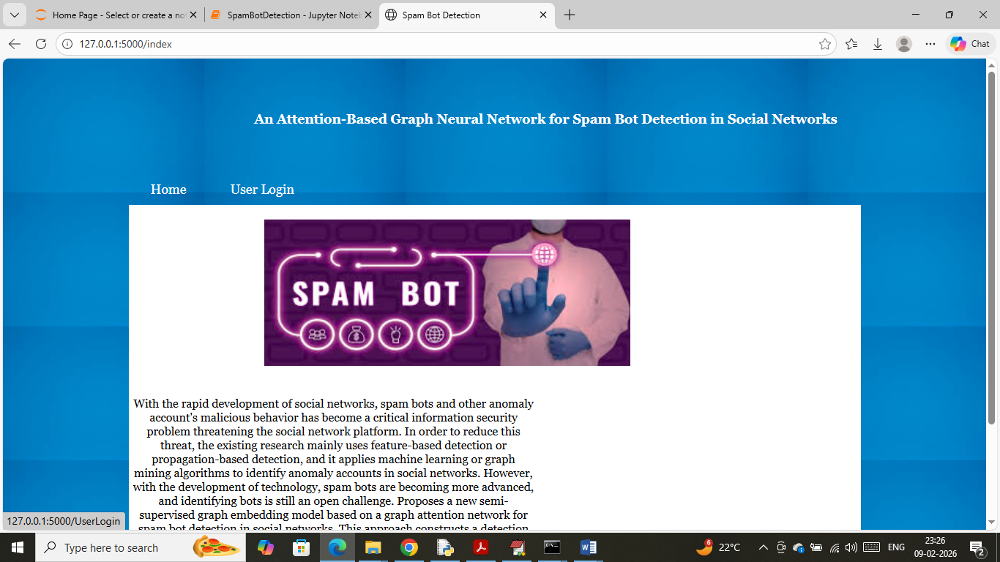 Home Page - Select or create a no
SpamBotDetection - Jupyter Note
Spam Bot Detection
127.0.0.1:5000/index
Chat
An Attention-Based Graph Neural Network for Spam Bot Detection in Social Networks
Home User Login
SPAM BOT
With the rapid development of social networks, spam bots and other anomaly
account's malicious behavior has become a critical information security
problem threatening the social network platform. In order to reduce this
threat, the existing research mainly uses feature-based detection or
propagation-based detection, and it applies machine learning or graph
mining algorithms to identify anomaly accounts in social networks. However,
with the development of technology, spam bots are becoming more advanced,
and identifying bots is still an open challenge. Proposes a new semi-
supervised graph embedding model based on a graph attention network for
spam bot detection in social networks. This approach constructs a detection
127.0.0.1:5000/UserLogin
Type here to search
6
22°C
ENG
23:26
09-02-2026
2